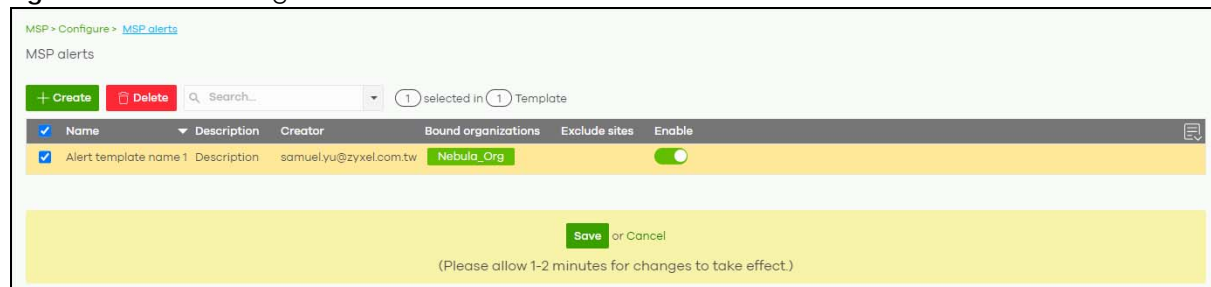 MSP > Configure > MSP alerts
MSP alerts
+ Create Delete Search... 1 selected in 1 Template
Name Description Creator Bound organizations Exclude sites Enable
Alert template name 1 Description samuel.yu@zyxel.com.tw Nebula_Org
Save or Cancel
(Please allow 1-2 minutes for changes to take effect.)